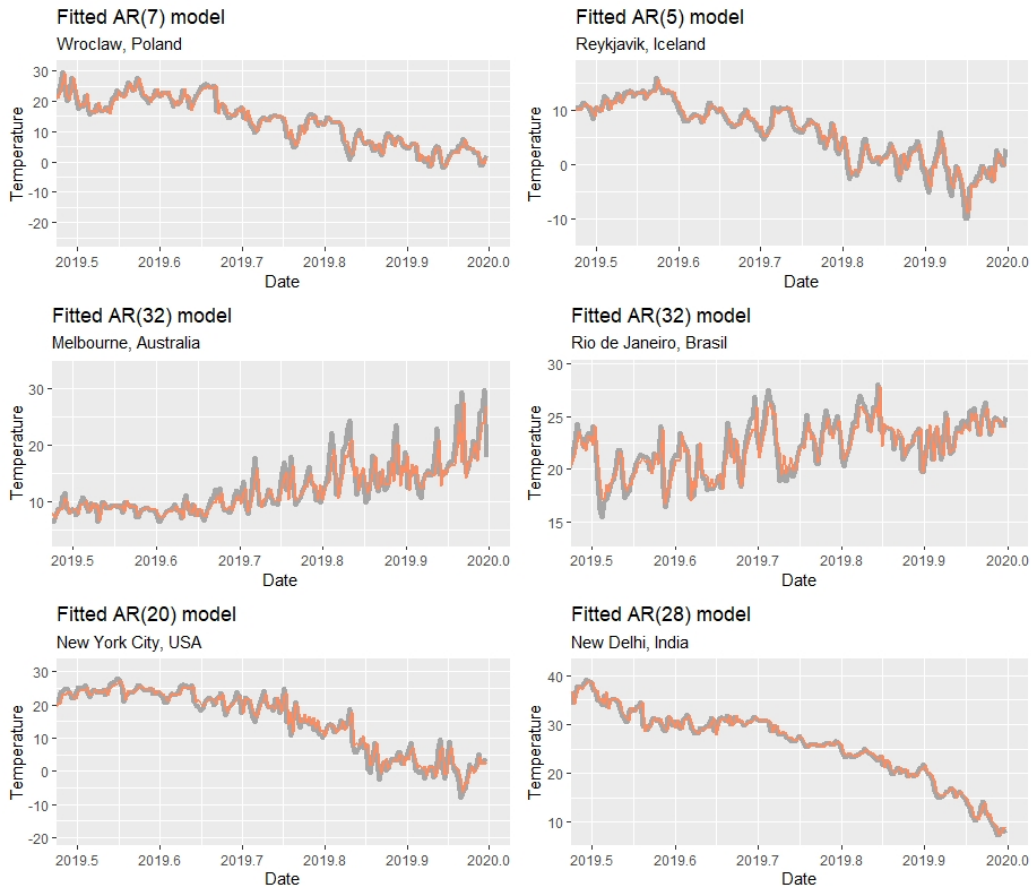 Fitted AR(7) model
Wroclaw, Poland
Temperature
30
20
10
0
-10
-20
2019.5 2019.6 2019.7 2019.8 2019.9 2020.0
Date
Fitted AR(5) model
Reykjavik, Iceland
Temperature
10
0
-10
2019.5 2019.6 2019.7 2019.8 2019.9 2020.0
Date
Fitted AR(32) model
Melbourne, Australia
Temperature
30
20
10
2019.5 2019.6 2019.7 2019.8 2019.9 2020.0
Date
Fitted AR(32) model
Rio de Janeiro, Brasil
Temperature
30
25
20
15
2019.5 2019.6 2019.7 2019.8 2019.9 2020.0
Date
Fitted AR(20) model
New York City, USA
Temperature
30
20
10
0
-10
-20
2019.5 2019.6 2019.7 2019.8 2019.9 2020.0
Date
Fitted AR(28) model
New Delhi, India
Temperature
40
30
20
10
2019.5 2019.6 2019.7 2019.8 2019.9 2020.0
Date